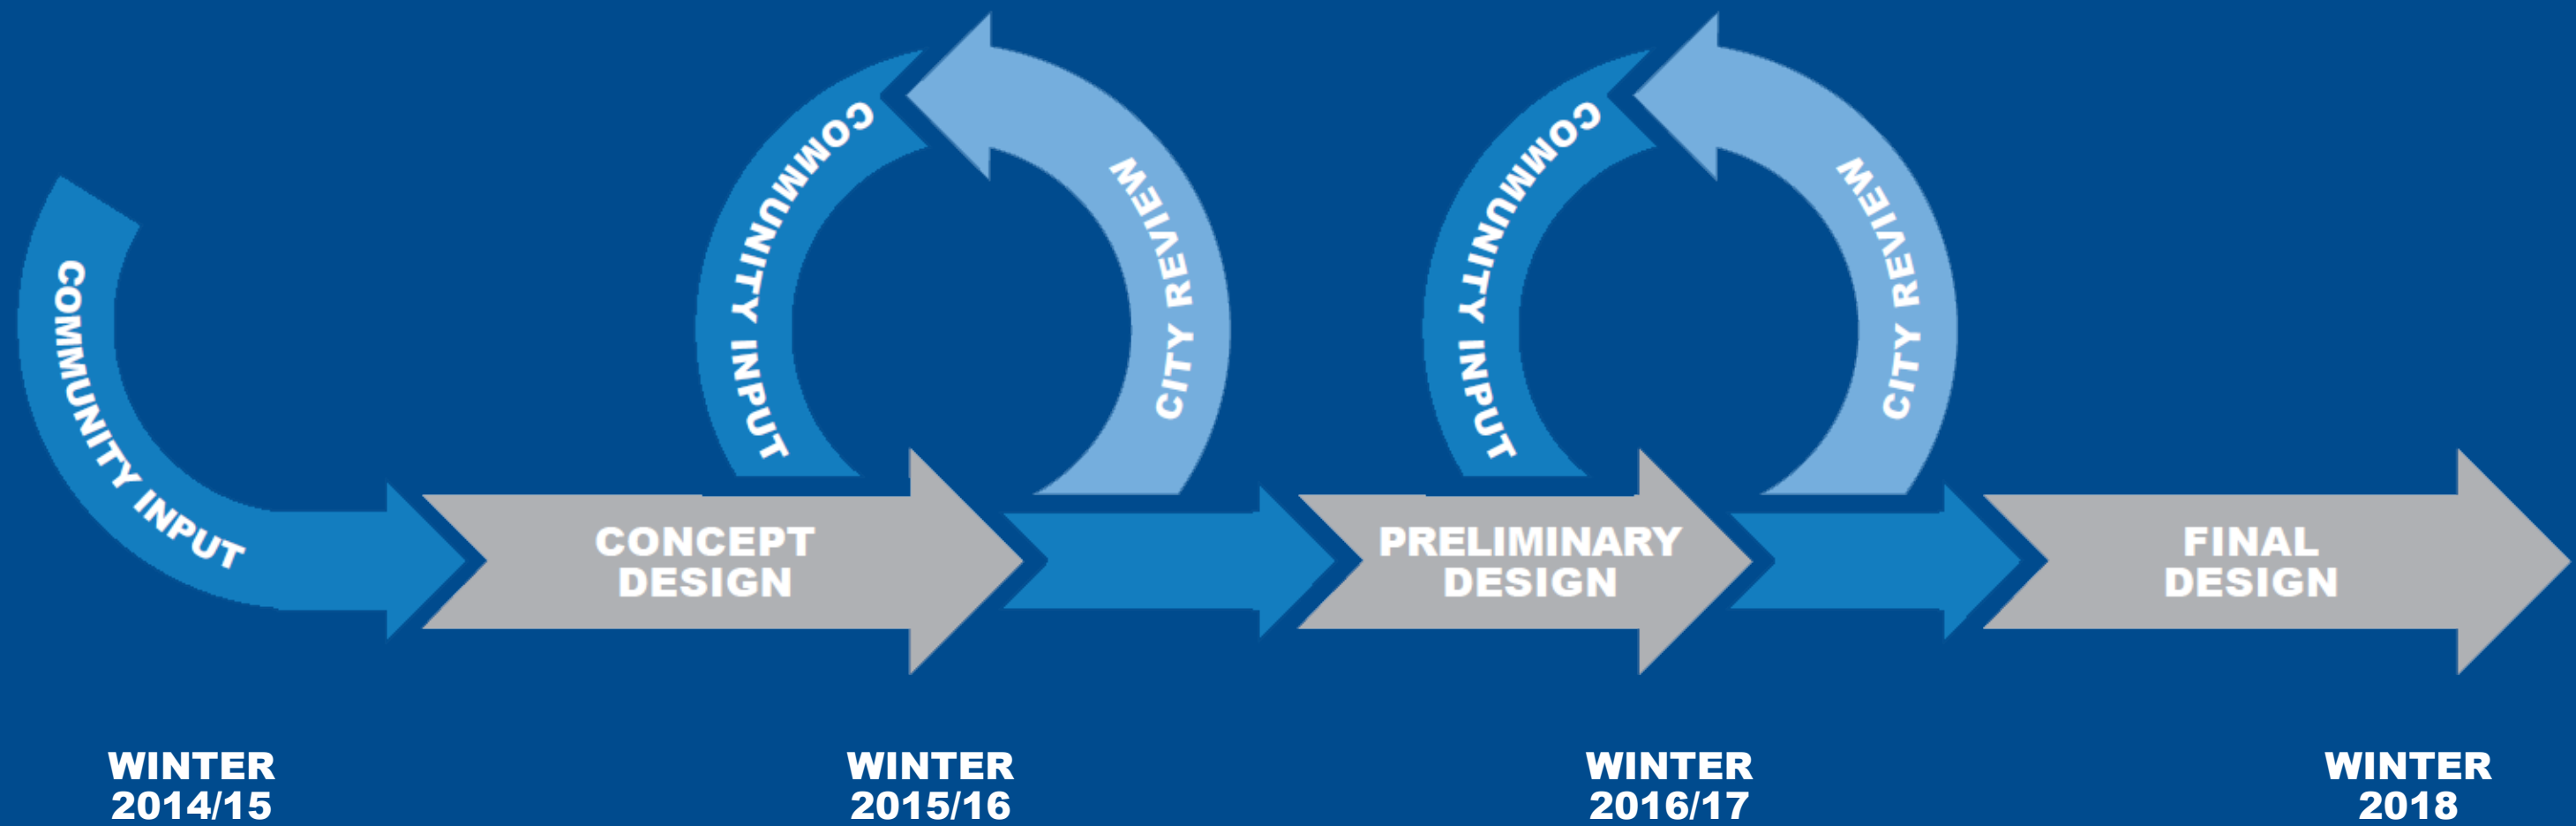 COMMUNITY INPUT
CONCEPT
DESIGN
COMMUNITY INPUT
CITY REVIEW
PRELIMINARY
DESIGN
COMMUNITY INPUT
CITY REVIEW
FINAL
DESIGN
WINTER
2014/15
WINTER
2015/16
WINTER
2016/17
WINTER
2018